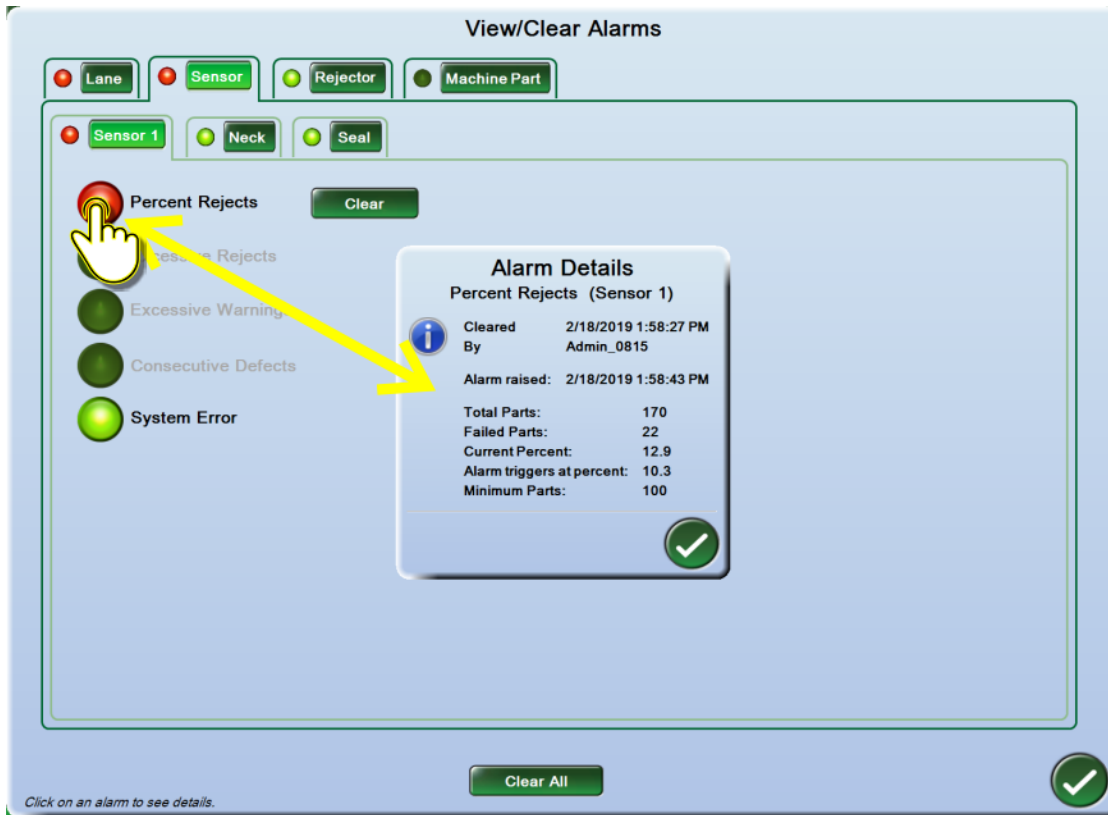 View/Clear Alarms
Lane Sensor Rejector Machine Part
Sensor 1 Neck Seal
Percent Rejects Clear
Rejects
Excessive Warning
Consecutive Defects
System Error
Alarm Details
Percent Rejects (Sensor 1)
Cleared 2/18/2019 1:58:27 PM
By Admin_0815
Alarm raised: 2/18/2019 1:58:43 PM
Total Parts: 170
Failed Parts: 22
Current Percent: 12.9
Alarm triggers at percent: 10.3
Minimum Parts: 100
Clear All
Click on an alarm to see details.